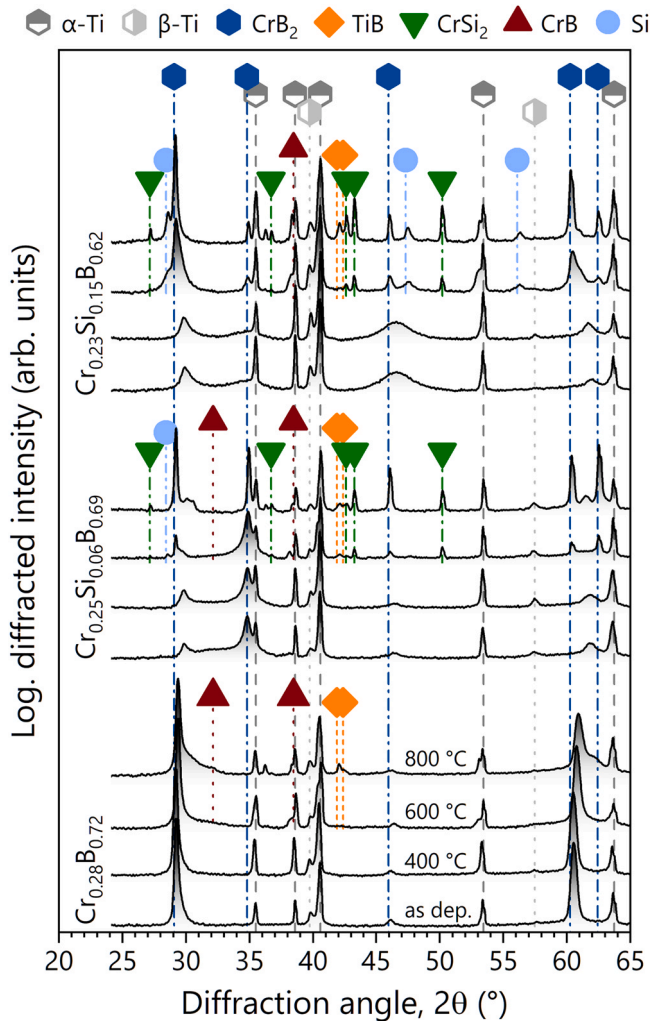 α-Ti β-Ti CrB₂ TiB CrSi₂ CrB Si
Log. diffracted intensity (arb. units)
Cr₀.₂₃Si₀.₁₅B₀.₆₂
Cr₀.₂₅Si₀.₀₆B₀.₆₉
Cr₀.₂₈B₀.₇₂
800 °C
600 °C
400 °C
as dep.
20 25 30 35 40 45 50 55 60 65
Diffraction angle, 2θ (°)